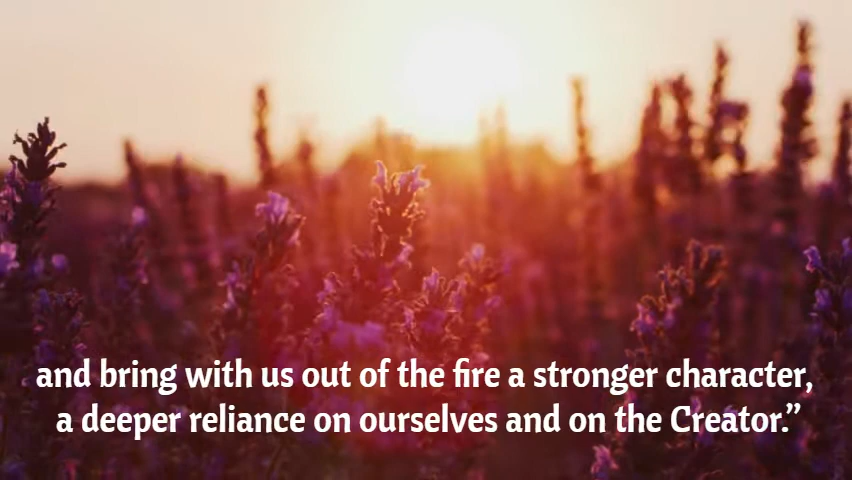 and bring with us out of the fire a stronger character,
a deeper reliance on ourselves and on the Creator.”